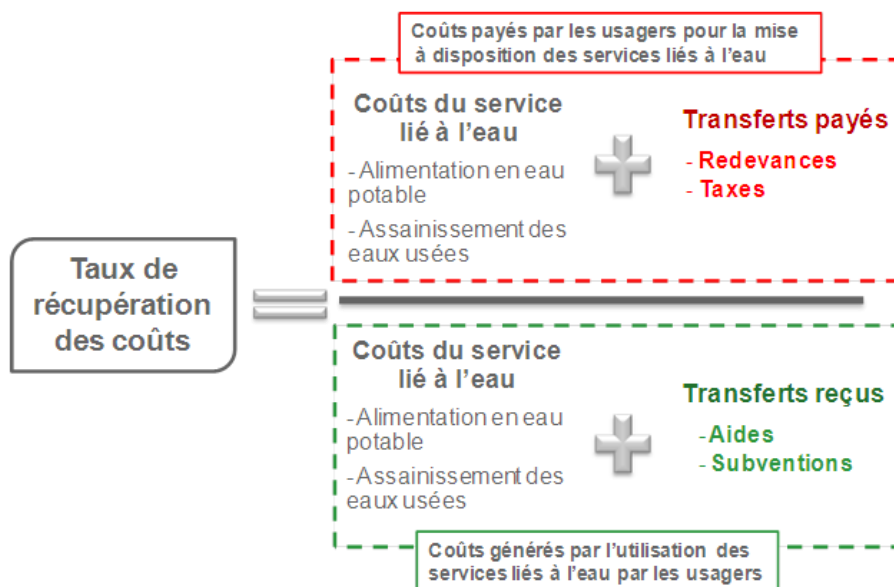 Coûts payés par les usagers pour la mise
à disposition des services liés à l'eau
Coûts du service
lié à l'eau
- Alimentation en eau
potable
- Assainissement des
eaux usées
Transferts payés
- Redevances
- Taxes
Taux de
récupération
des coûts
Coûts du service
lié à l'eau
- Alimentation en eau
potable
- Assainissement des
eaux usées
Transferts reçus
- Aides
- Subventions
Coûts générés par l'utilisation des
services liés à l'eau par les usagers